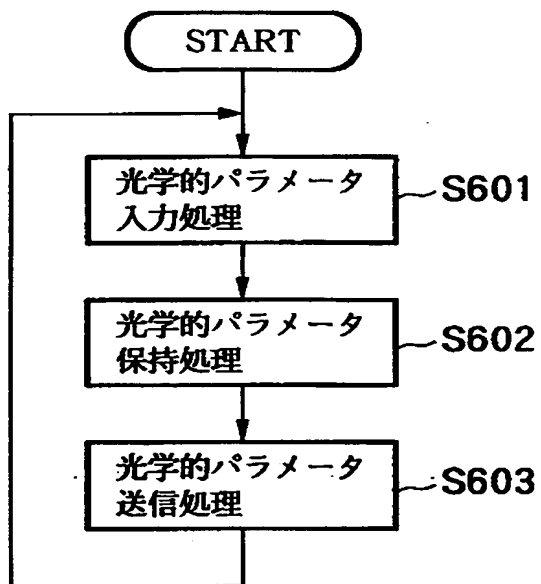 START
光学的パラメータ
入力処理
S601
光学的パラメータ
保持処理
S602
光学的パラメータ
送信処理
S603